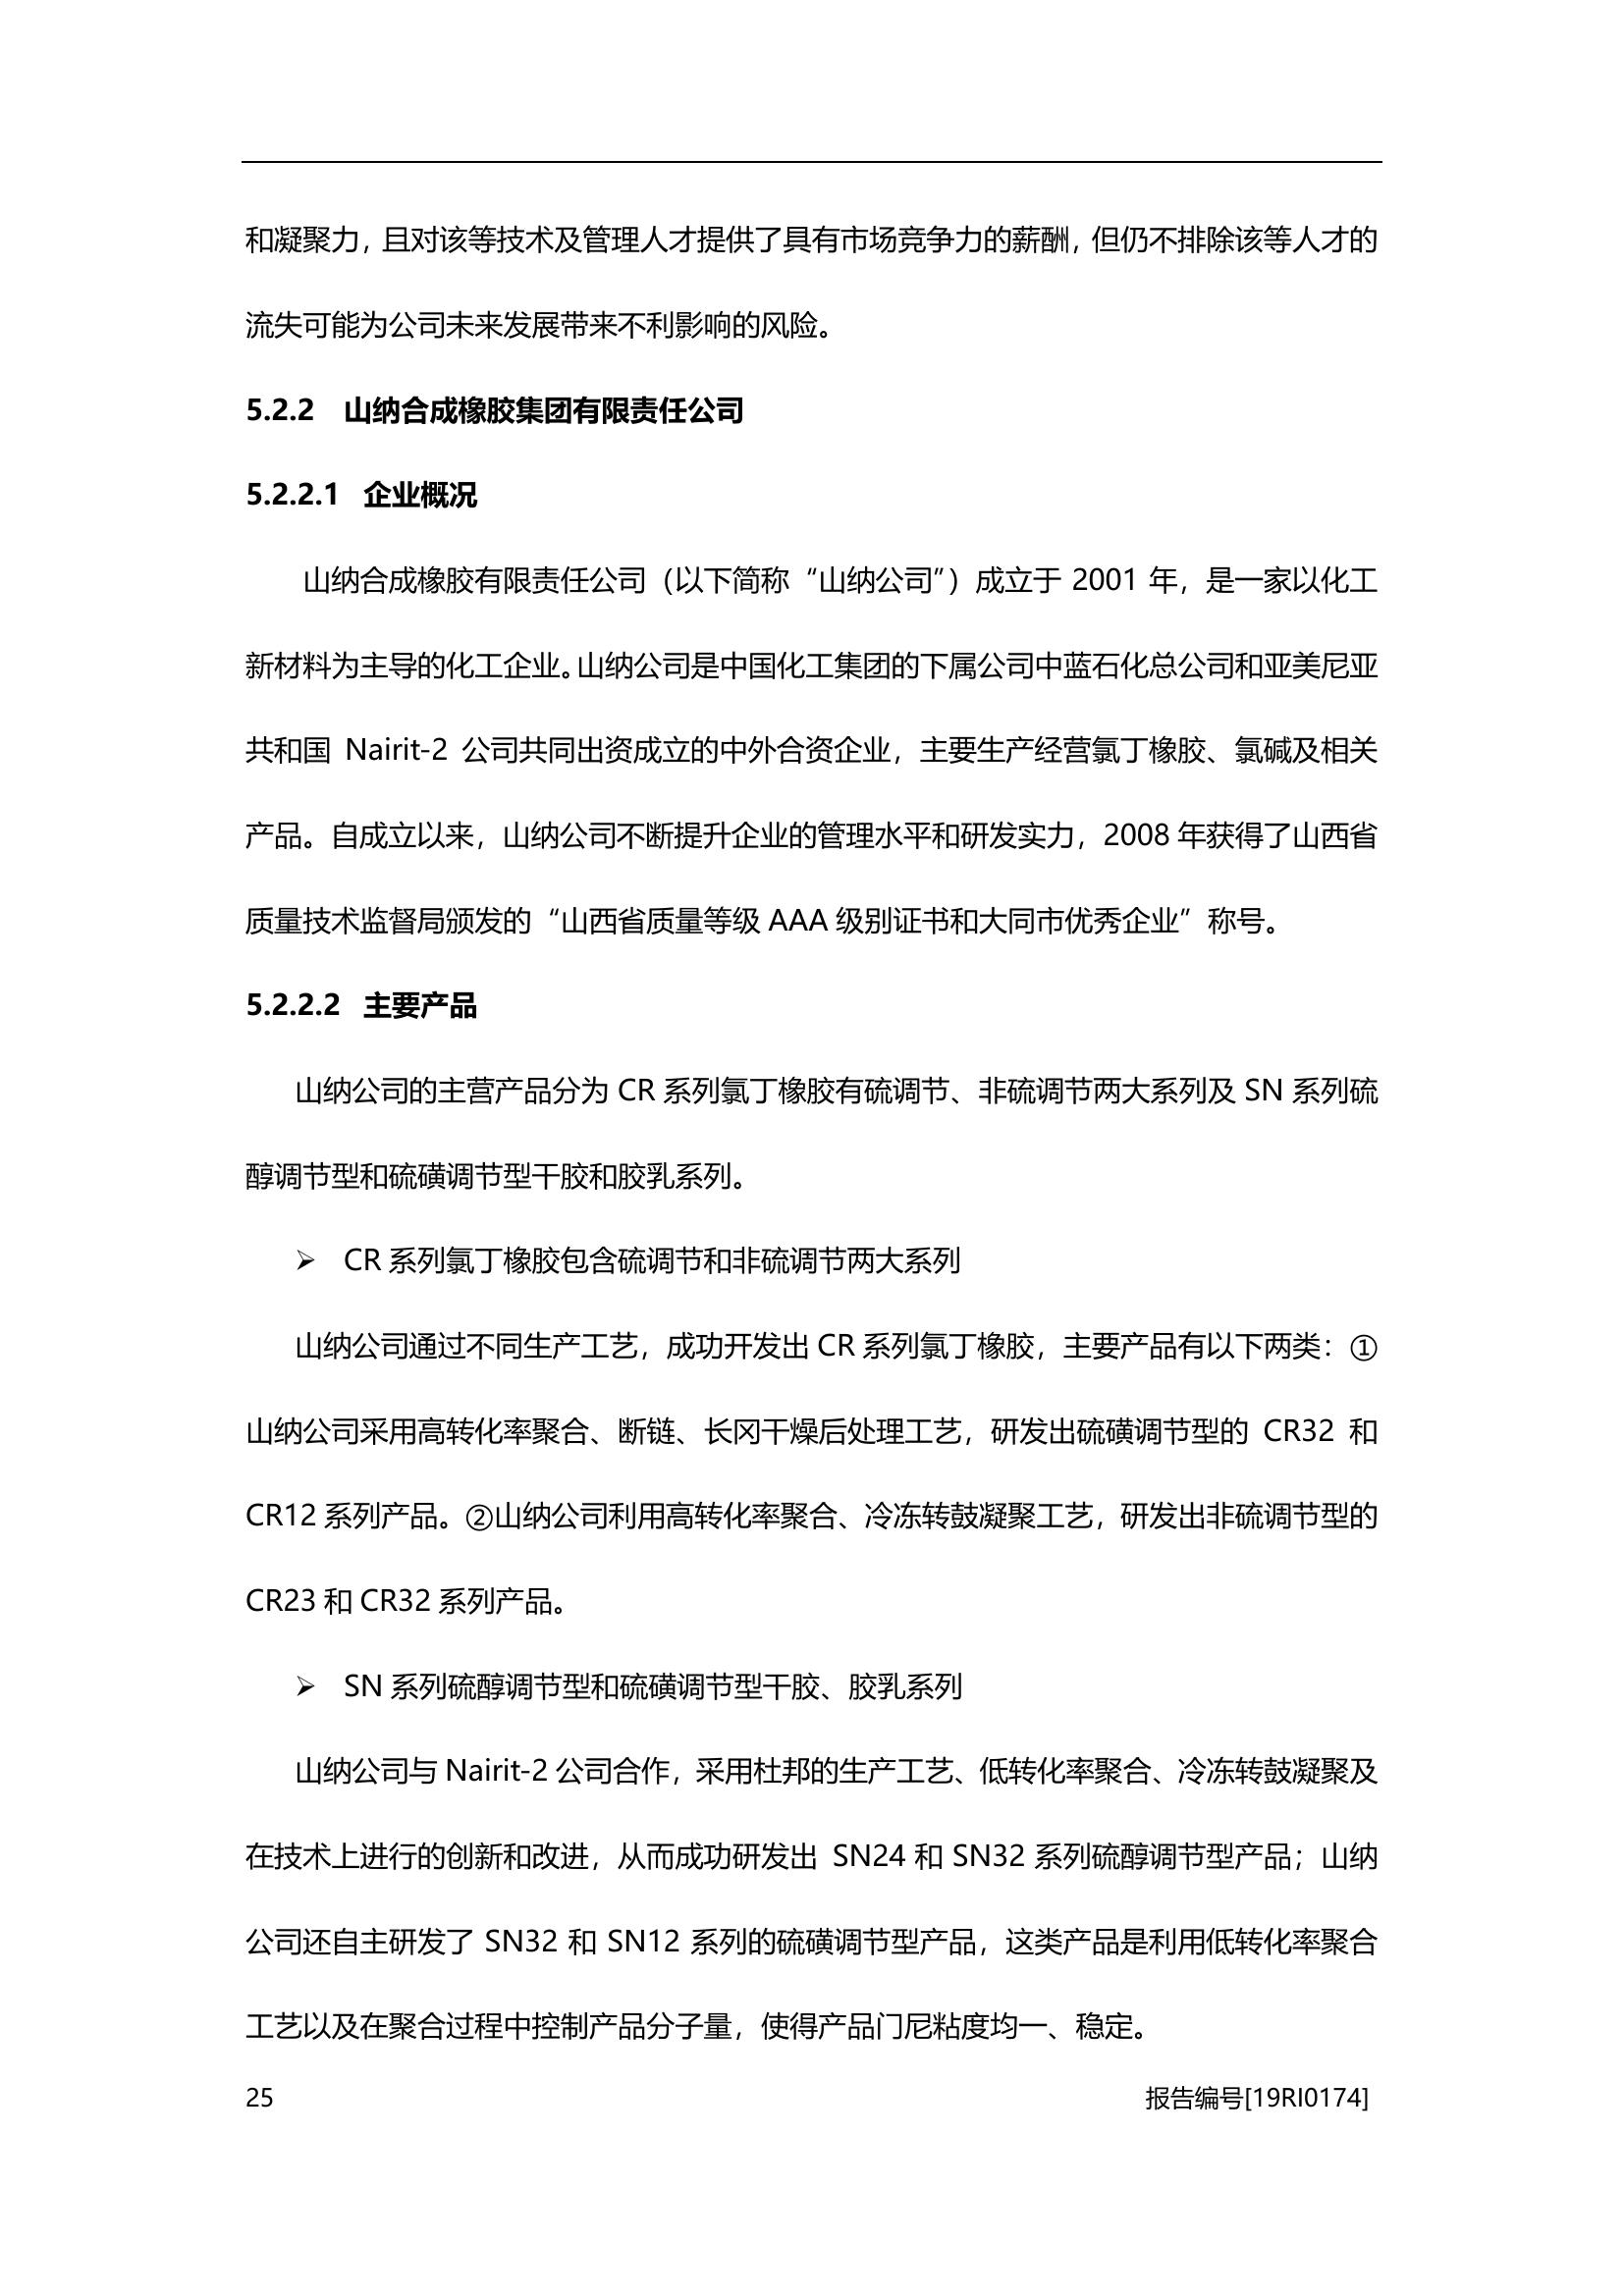 和凝聚力，且对该等技术及管理人才提供了具有市场竞争力的薪酬，但仍不排除该等人才的
流失可能为公司未来发展带来不利影响的风险。
5.2.2 山纳合成橡胶集团有限责任公司
5.2.2.1 企业概况
山纳合成橡胶有限责任公司（以下简称“山纳公司”）成立于 2001 年，是一家以化工
新材料为主导的化工企业。山纳公司是中国化工集团的下属公司中蓝石化总公司和亚美尼亚
共和国 Nairit-2 公司共同出资成立的中外合资企业，主要生产经营氯丁橡胶、氯碱及相关
产品。自成立以来，山纳公司不断提升企业的管理水平和研发实力，2008 年获得了山西省
质量技术监督局颁发的“山西省质量等级 AAA 级别证书和大同市优秀企业”称号。
5.2.2.2 主要产品
山纳公司的主营产品分为 CR 系列氯丁橡胶有硫调节、非硫调节两大系列及 SN 系列硫
醇调节型和硫磺调节型干胶和胶乳系列。
➢ CR 系列氯丁橡胶包含硫调节和非硫调节两大系列
山纳公司通过不同生产工艺，成功开发出 CR 系列氯丁橡胶，主要产品有以下两类：①
山纳公司采用高转化率聚合、断链、长冈干燥后处理工艺，研发出硫磺调节型的 CR32 和
CR12 系列产品。②山纳公司利用高转化率聚合、冷冻转鼓凝聚工艺，研发出非硫调节型的
CR23 和 CR32 系列产品。
➢ SN 系列硫醇调节型和硫磺调节型干胶、胶乳系列
山纳公司与 Nairit-2 公司合作，采用杜邦的生产工艺、低转化率聚合、冷冻转鼓凝聚及
在技术上进行的创新和改进，从而成功研发出 SN24 和 SN32 系列硫醇调节型产品；山纳
公司还自主研发了 SN32 和 SN12 系列的硫磺调节型产品，这类产品是利用低转化率聚合
工艺以及在聚合过程中控制产品分子量，使得产品门尼粘度均一、稳定。
25 报告编号[19RI0174]